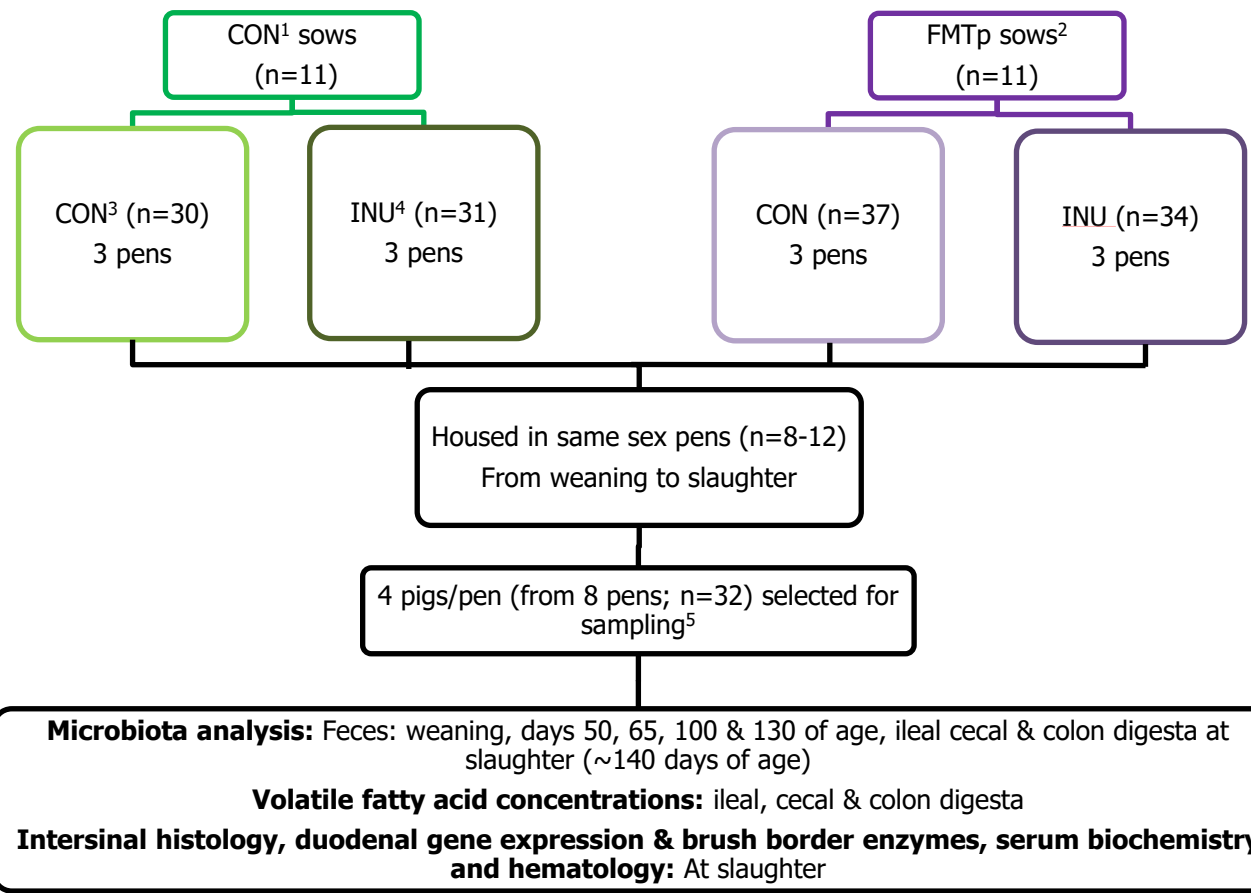 CON¹ sows
(n=11)
FMTp sows²
(n=11)
CON³ (n=30)
3 pens
INU⁴ (n=31)
3 pens
CON (n=37)
3 pens
INU (n=34)
3 pens
Housed in same sex pens (n=8-12)
From weaning to slaughter
4 pigs/pen (from 8 pens; n=32) selected for
sampling⁵
Microbiota analysis: Feces: weaning, days 50, 65, 100 & 130 of age, ileal cecal & colon digesta at
slaughter (~140 days of age)
Volatile fatty acid concentrations: ileal, cecal & colon digesta
Intersinal histology, duodenal gene expression & brush border enzymes, serum biochemistry
and hematology: At slaughter